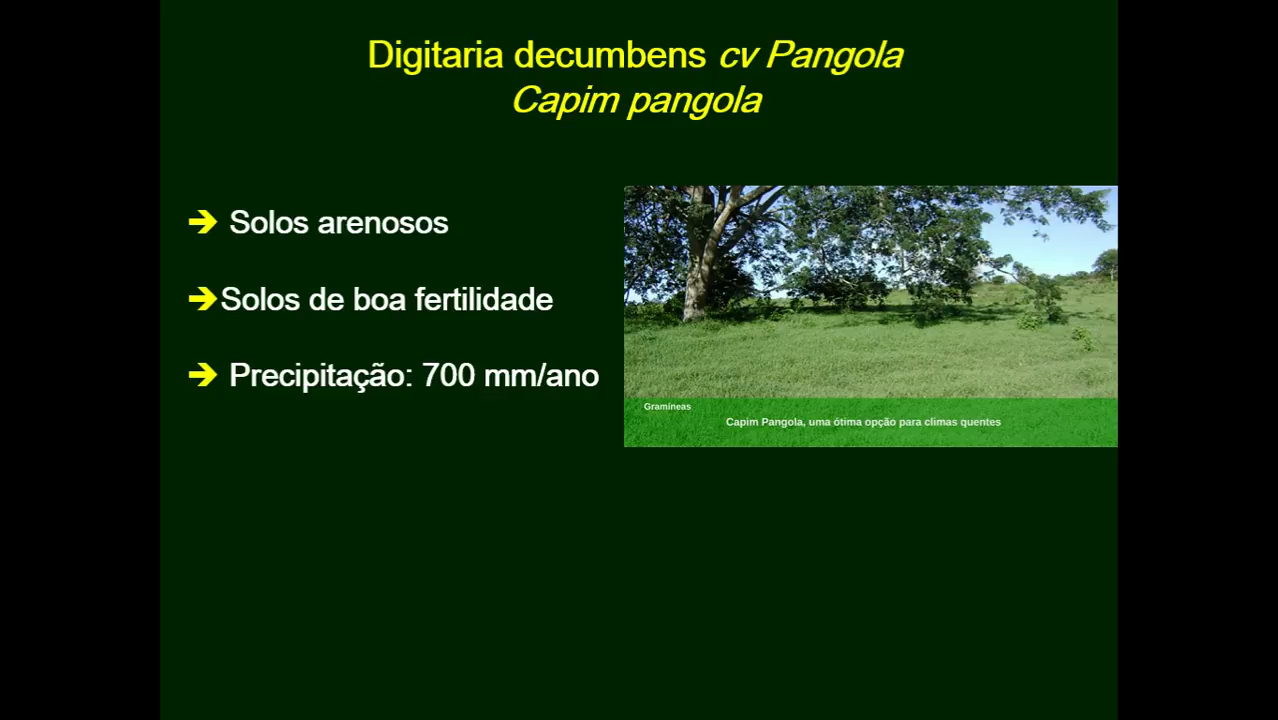 Digitaria decumbens cv Pangola
Capim pangola
➔ Solos arenosos
➔Solos de boa fertilidade
➔ Precipitação: 700 mm/ano
Gramíneas
Capim Pangola, uma ótima opção para climas quentes